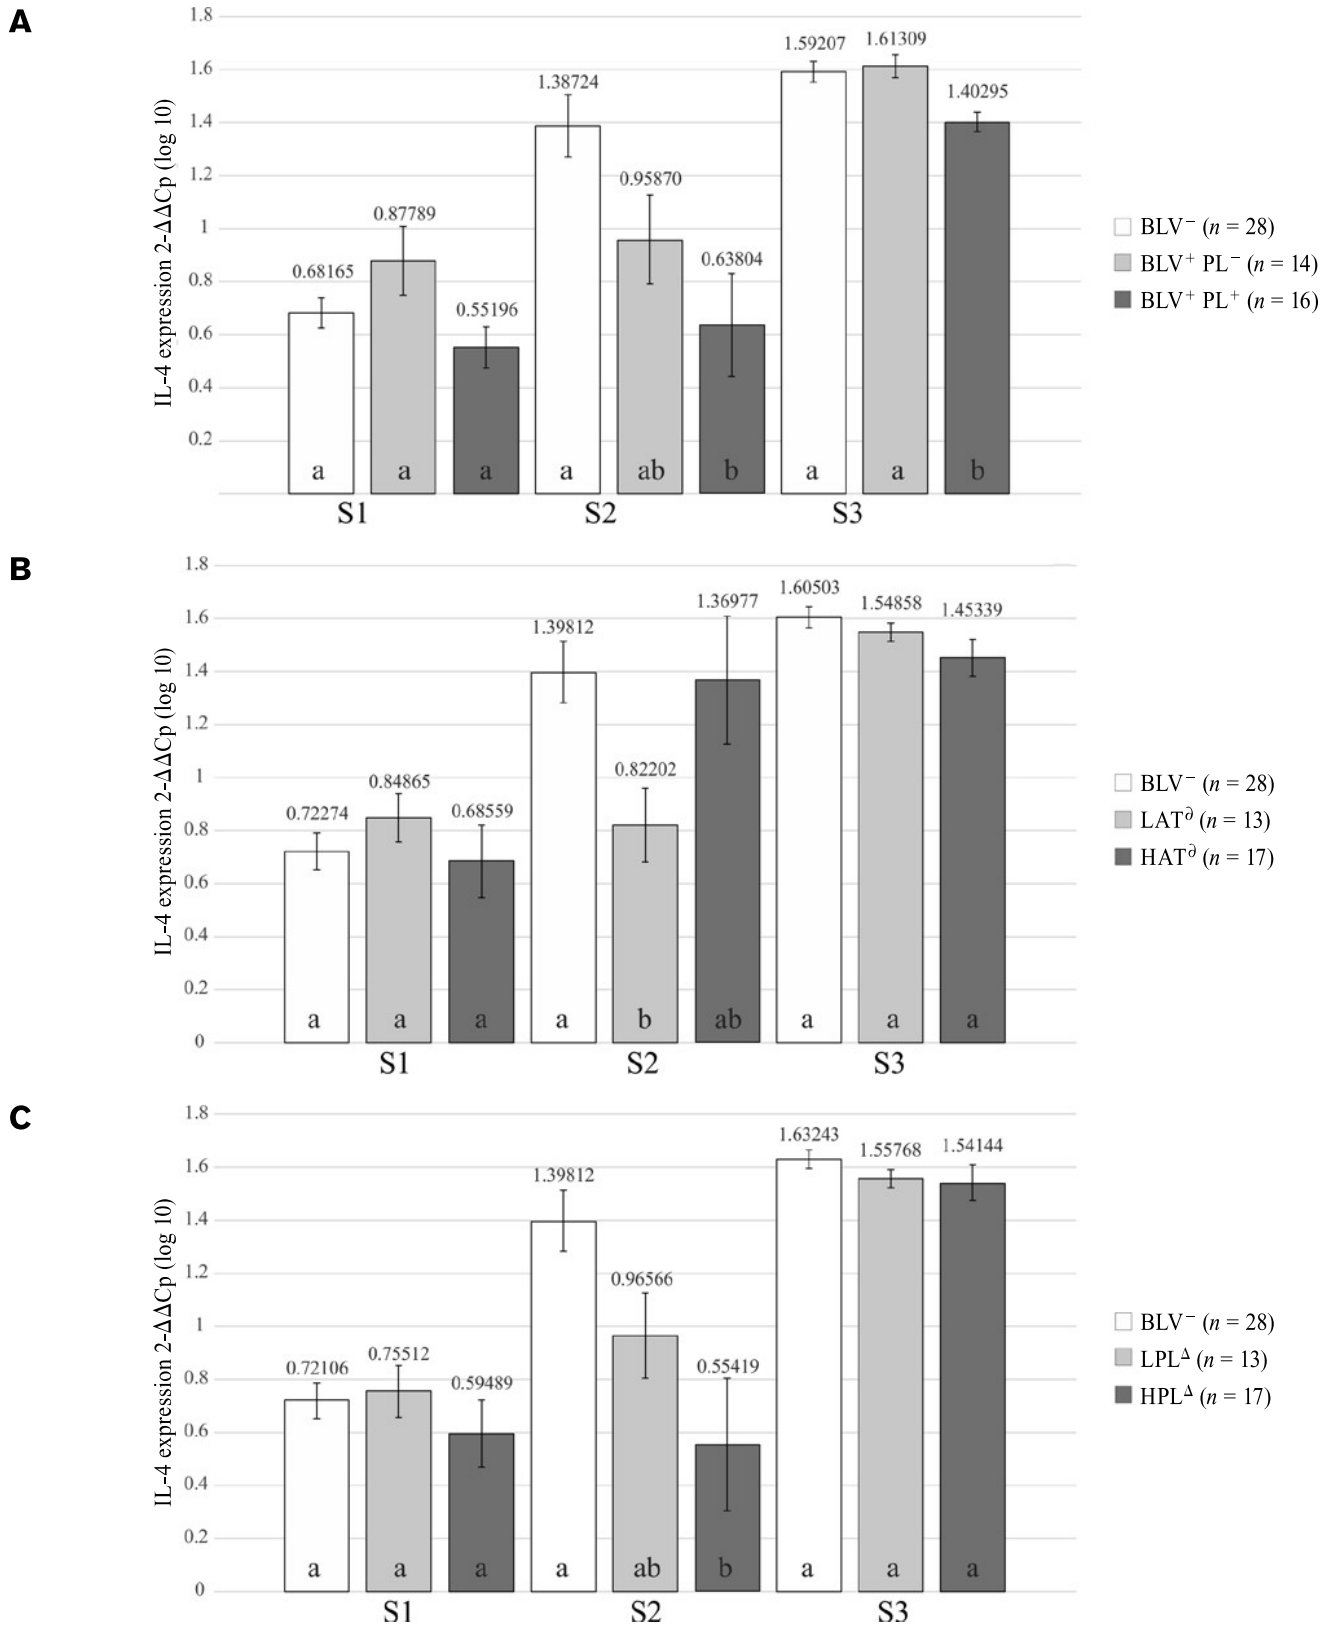 A
IL-4 expression 2-ΔΔCp (log 10)
1.8
1.6
1.4
1.2
1
0.8
0.6
0.4
0.2
0.68165
0.87789
0.55196
1.38724
0.95870
0.63804
1.59207
1.61309
1.40295
a a a a ab b a a b
S1 S2 S3
BLV⁻ (n = 28)
BLV⁺ PL⁻ (n = 14)
BLV⁺ PL⁺ (n = 16)
B
IL-4 expression 2-ΔΔCp (log 10)
1.8
1.6
1.4
1.2
1
0.8
0.6
0.4
0.2
0
0.72274
0.84865
0.68559
1.39812
0.82202
1.36977
1.60503
1.54858
1.45339
a a a a b ab a a a
S1 S2 S3
BLV⁻ (n = 28)
LAT∂ (n = 13)
HAT∂ (n = 17)
C
IL-4 expression 2-ΔΔCp (log 10)
1.8
1.6
1.4
1.2
1
0.8
0.6
0.4
0.2
0
0.72106
0.75512
0.59489
1.39812
0.96566
0.55419
1.63243
1.55768
1.54144
a a a a ab b a a a
S1 S2 S3
BLV⁻ (n = 28)
LPLΔ (n = 13)
HPLΔ (n = 17)